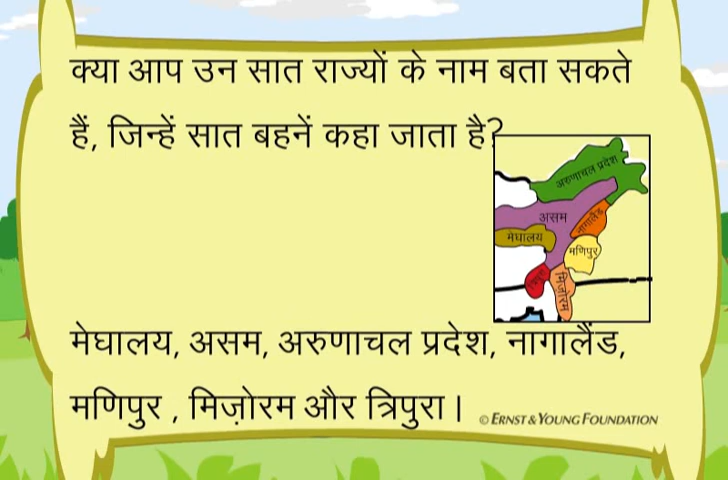 क्या आप उन सात राज्यों के नाम बता सकते
हैं, जिन्हें सात बहनें कहा जाता है?
अरुणाचल प्रदेश
असम
नागालैंड
मेघालय
मणिपुर
मिज़ोरम
मेघालय, असम, अरुणाचल प्रदेश, नागालैंड,
मणिपुर , मिज़ोरम और त्रिपुरा |
© ERNST & YOUNG FOUNDATION